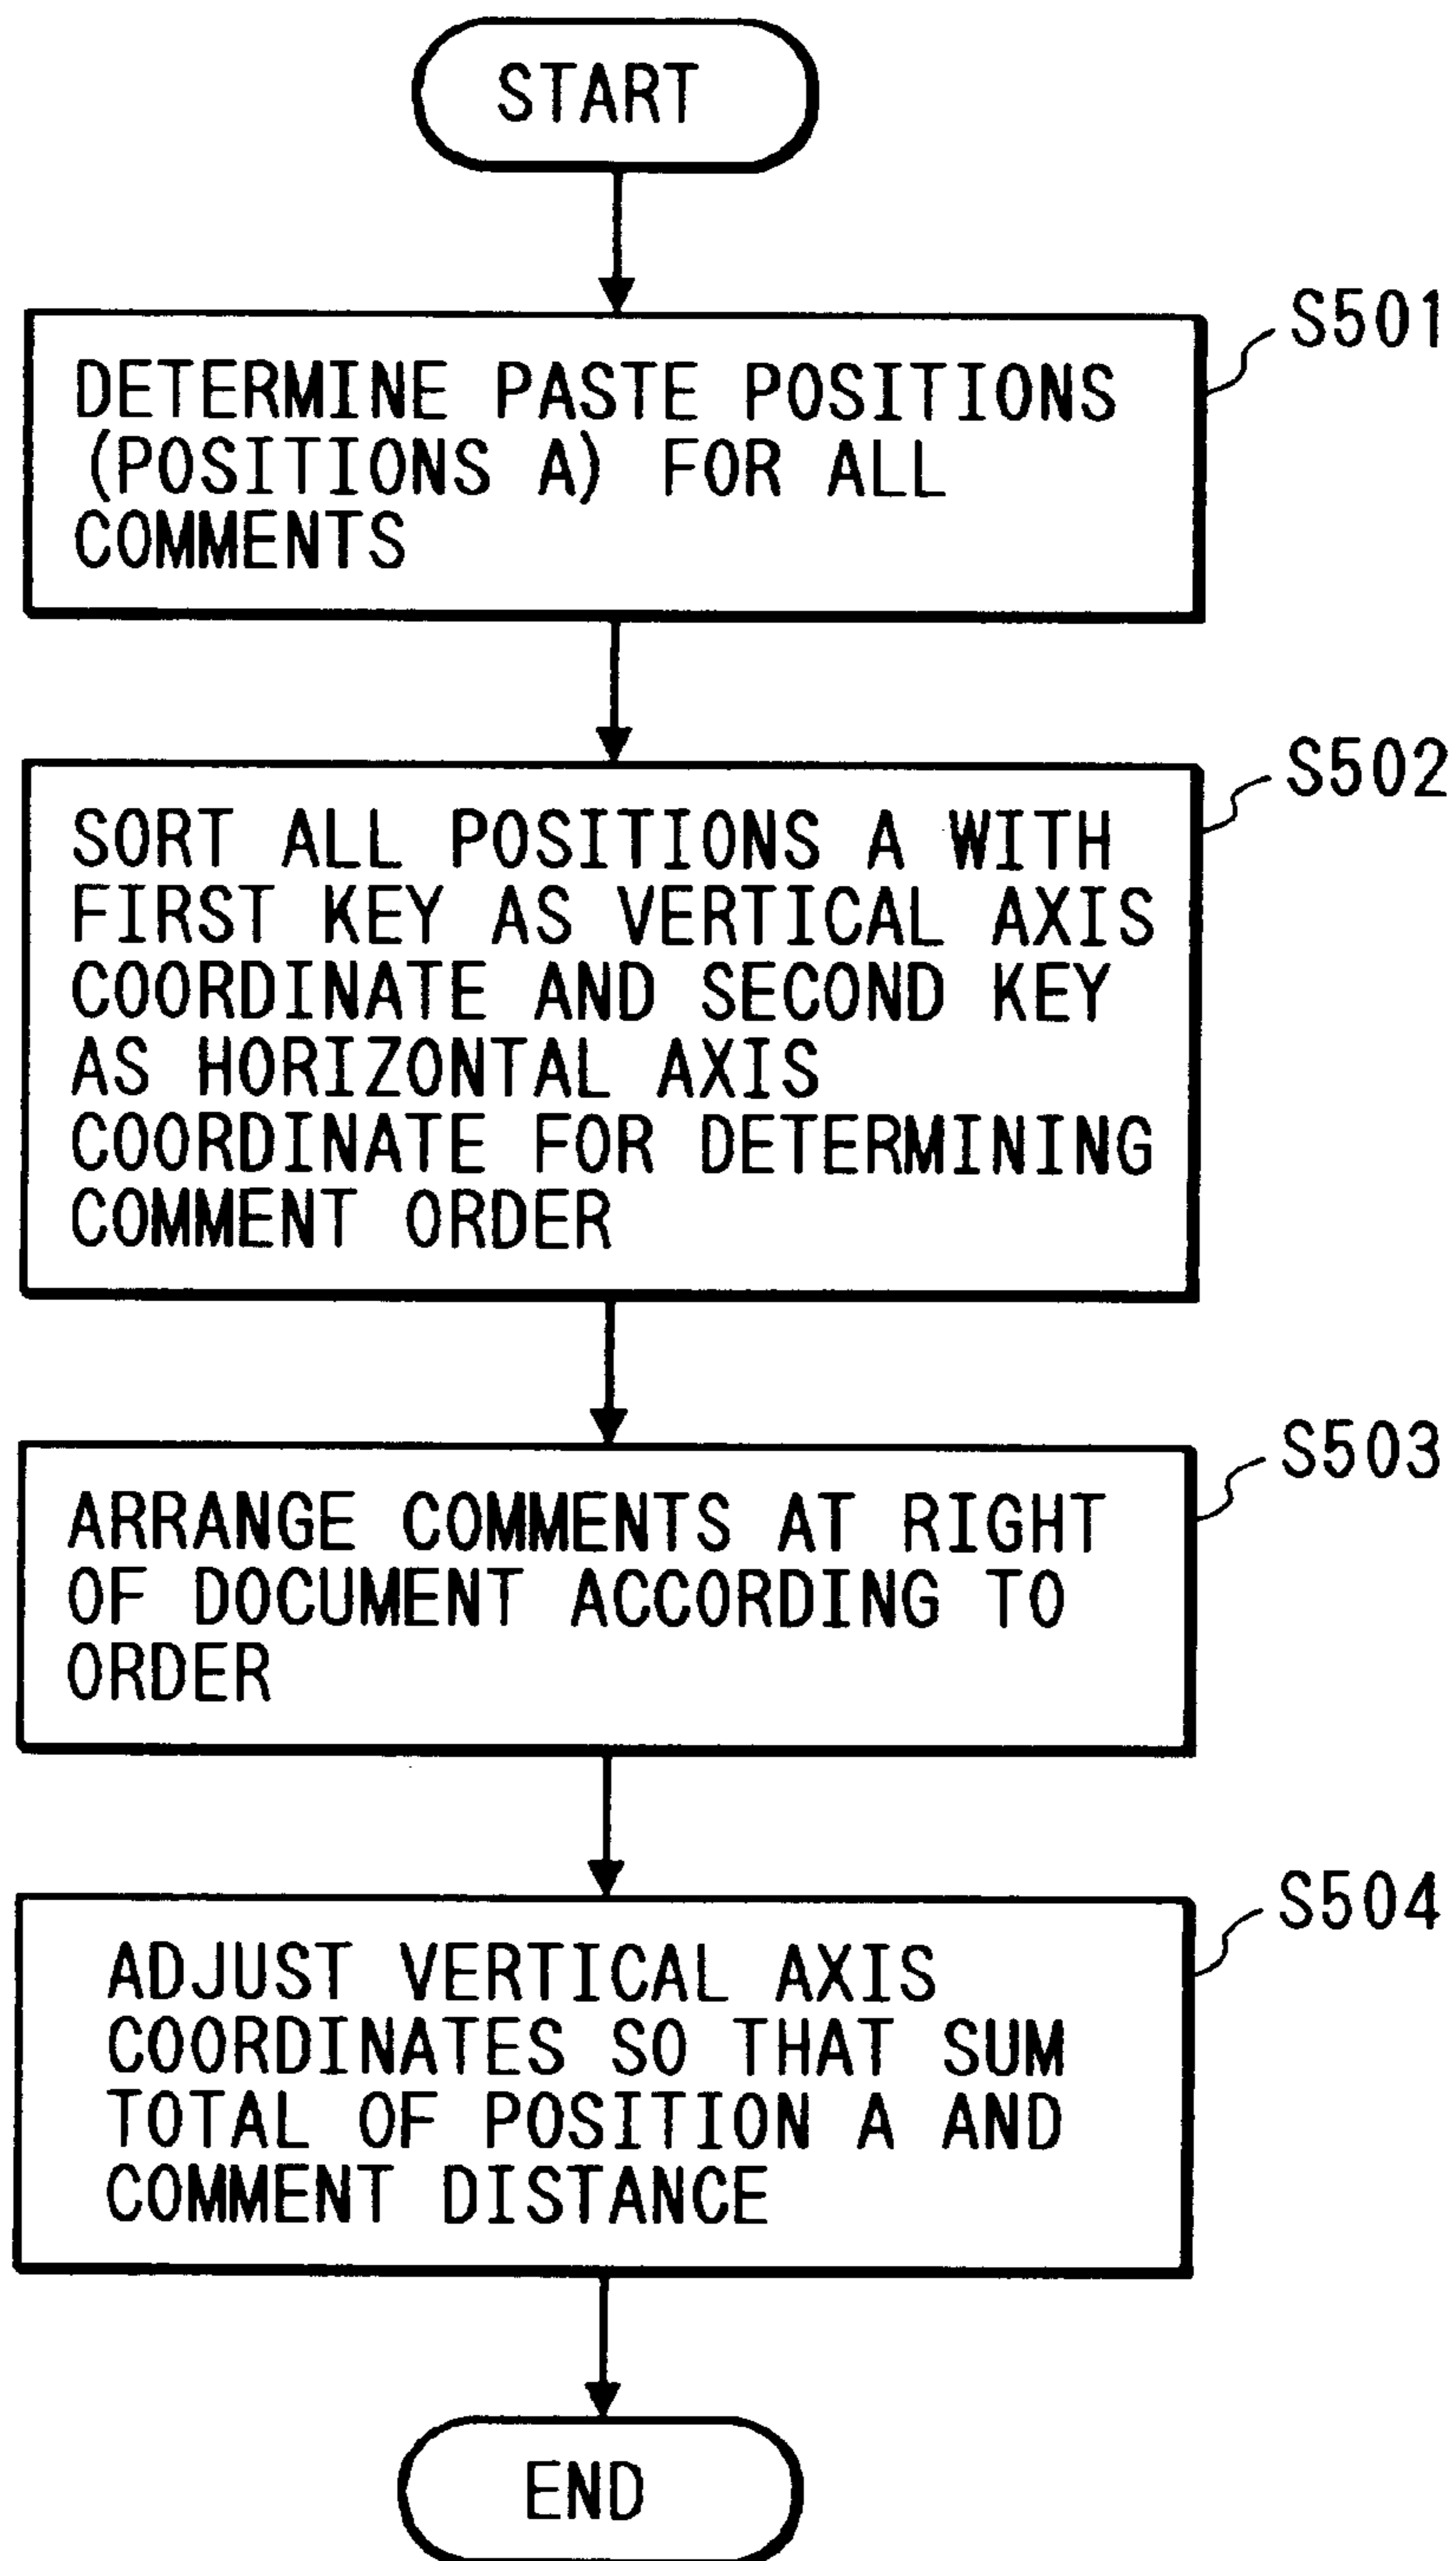 START
S501
DETERMINE PASTE POSITIONS
(POSITIONS A) FOR ALL
COMMENTS
S502
SORT ALL POSITIONS A WITH
FIRST KEY AS VERTICAL AXIS
COORDINATE AND SECOND KEY
AS HORIZONTAL AXIS
COORDINATE FOR DETERMINING
COMMENT ORDER
S503
ARRANGE COMMENTS AT RIGHT
OF DOCUMENT ACCORDING TO
ORDER
S504
ADJUST VERTICAL AXIS
COORDINATES SO THAT SUM
TOTAL OF POSITION A AND
COMMENT DISTANCE
END